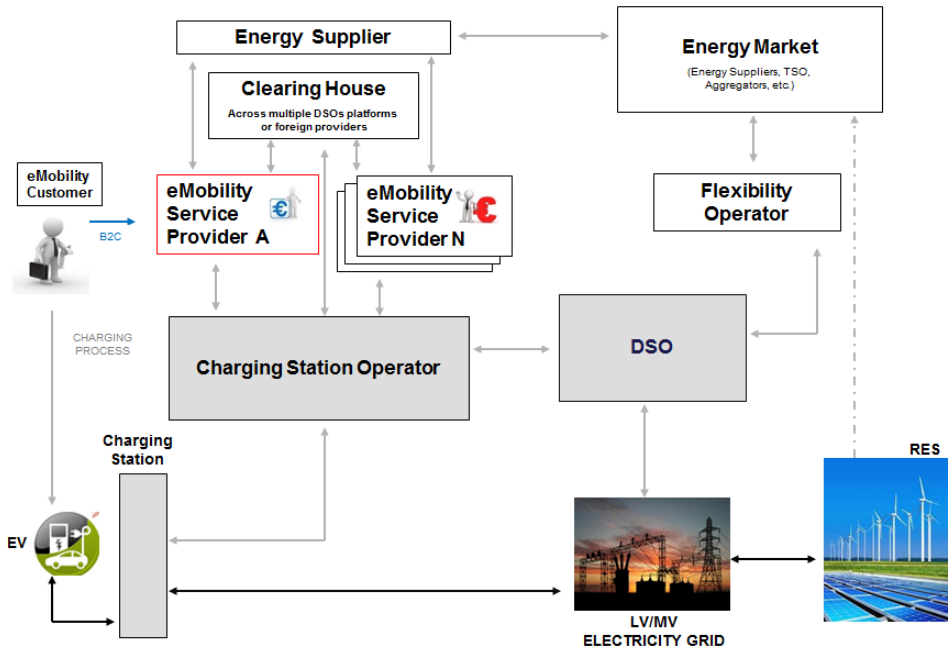 Energy Supplier
Energy Market
(Energy Suppliers, TSO,
Aggregators, etc.)
Clearing House
Across multiple DSOs platforms
or foreign providers
eMobility
Customer
B2C
eMobility
Service
Provider A
€
eMobility
Service
Provider N
€
Flexibility
Operator
CHARGING
PROCESS
Charging Station Operator
DSO
Charging
Station
RES
EV
LV/MV
ELECTRICITY GRID